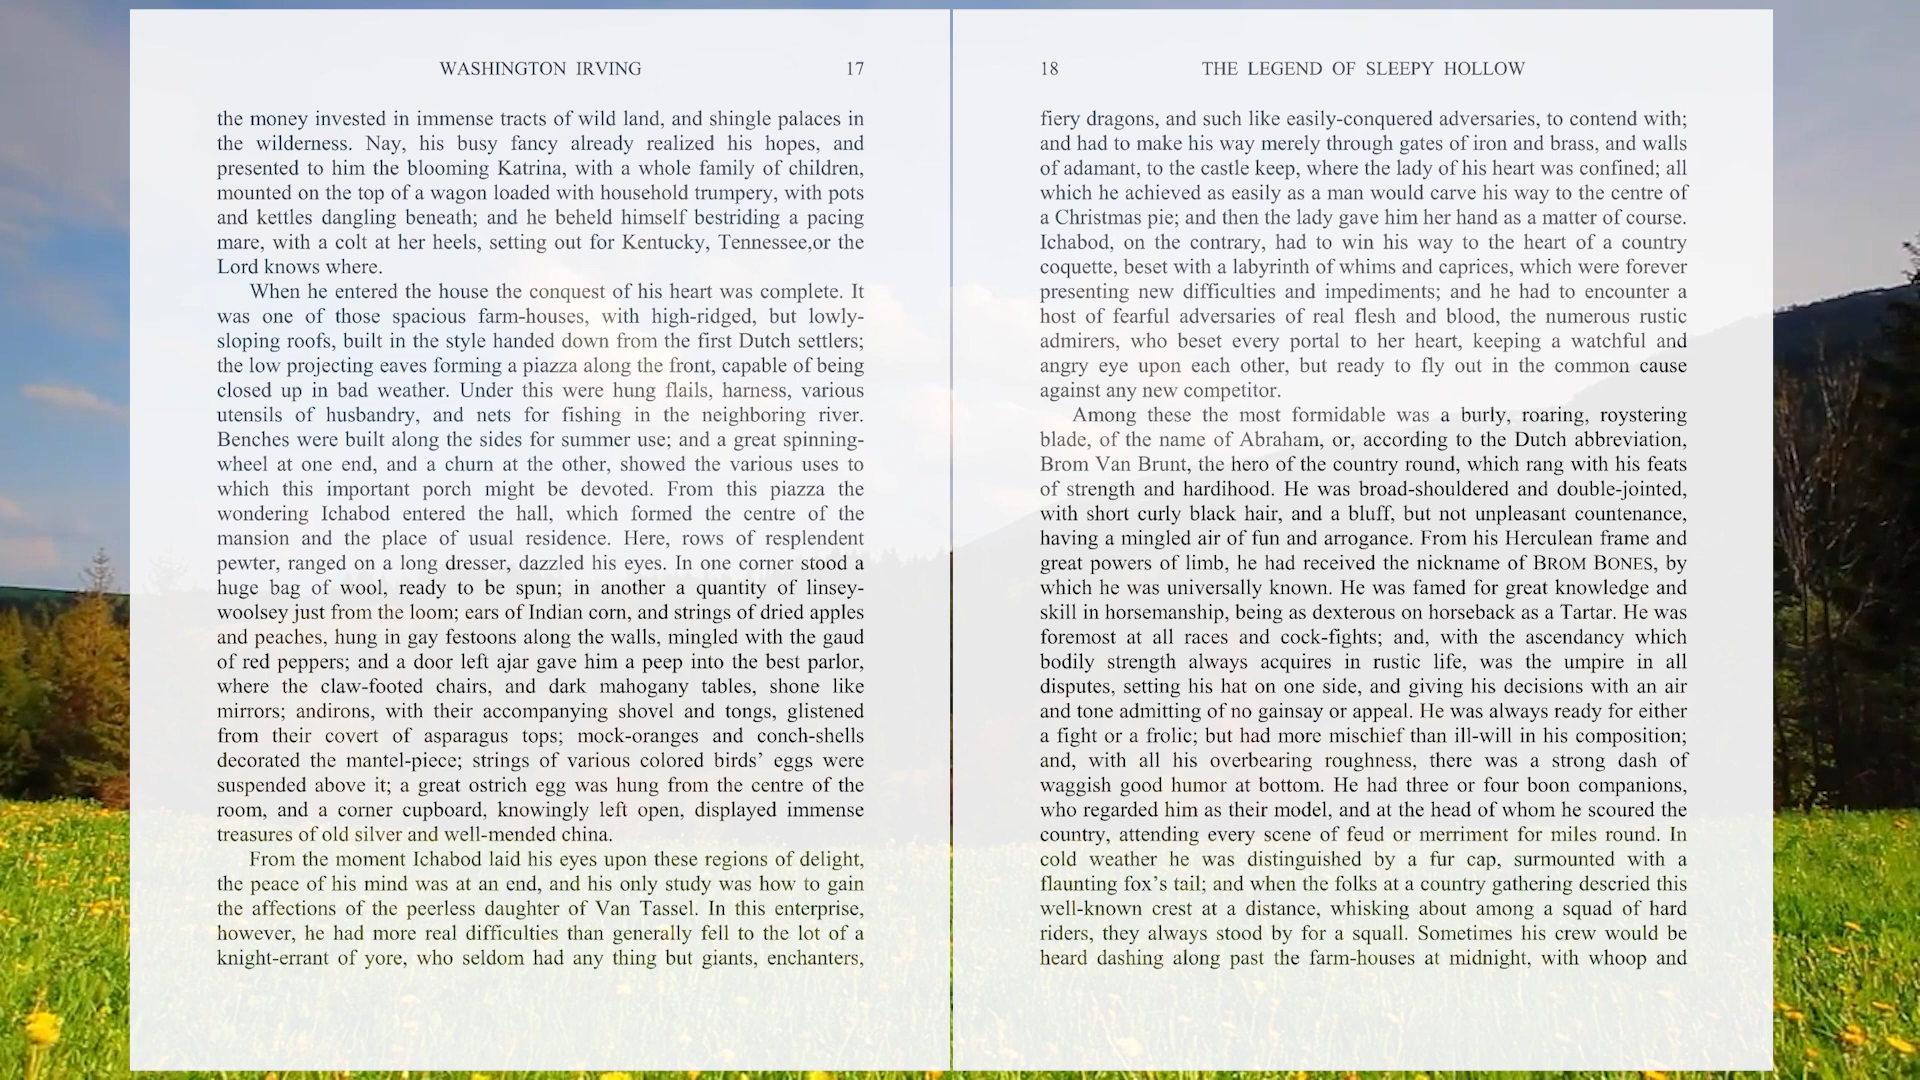 WASHINGTON IRVING 17
the money invested in immense tracts of wild land, and shingle palaces in
the wilderness. Nay, his busy fancy already realized his hopes, and
presented to him the blooming Katrina, with a whole family of children,
mounted on the top of a wagon loaded with household trumpery, with pots
and kettles dangling beneath; and he beheld himself bestriding a pacing
mare, with a colt at her heels, setting out for Kentucky, Tennessee,or the
Lord knows where.
When he entered the house the conquest of his heart was complete. It
was one of those spacious farm-houses, with high-ridged, but lowly-
sloping roofs, built in the style handed down from the first Dutch settlers;
the low projecting eaves forming a piazza along the front, capable of being
closed up in bad weather. Under this were hung flails, harness, various
utensils of husbandry, and nets for fishing in the neighboring river.
Benches were built along the sides for summer use; and a great spinning-
wheel at one end, and a churn at the other, showed the various uses to
which this important porch might be devoted. From this piazza the
wondering Ichabod entered the hall, which formed the centre of the
mansion and the place of usual residence. Here, rows of resplendent
pewter, ranged on a long dresser, dazzled his eyes. In one corner stood a
huge bag of wool, ready to be spun; in another a quantity of linsey-
woolsey just from the loom; ears of Indian corn, and strings of dried apples
and peaches, hung in gay festoons along the walls, mingled with the gaud
of red peppers; and a door left ajar gave him a peep into the best parlor,
where the claw-footed chairs, and dark mahogany tables, shone like
mirrors; andirons, with their accompanying shovel and tongs, glistened
from their covert of asparagus tops; mock-oranges and conch-shells
decorated the mantel-piece; strings of various colored birds’ eggs were
suspended above it; a great ostrich egg was hung from the centre of the
room, and a corner cupboard, knowingly left open, displayed immense
treasures of old silver and well-mended china.
From the moment Ichabod laid his eyes upon these regions of delight,
the peace of his mind was at an end, and his only study was how to gain
the affections of the peerless daughter of Van Tassel. In this enterprise,
however, he had more real difficulties than generally fell to the lot of a
knight-errant of yore, who seldom had any thing but giants, enchanters,
18 THE LEGEND OF SLEEPY HOLLOW
fiery dragons, and such like easily-conquered adversaries, to contend with;
and had to make his way merely through gates of iron and brass, and walls
of adamant, to the castle keep, where the lady of his heart was confined; all
which he achieved as easily as a man would carve his way to the centre of
a Christmas pie; and then the lady gave him her hand as a matter of course.
Ichabod, on the contrary, had to win his way to the heart of a country
coquette, beset with a labyrinth of whims and caprices, which were forever
presenting new difficulties and impediments; and he had to encounter a
host of fearful adversaries of real flesh and blood, the numerous rustic
admirers, who beset every portal to her heart, keeping a watchful and
angry eye upon each other, but ready to fly out in the common cause
against any new competitor.
Among these the most formidable was a burly, roaring, roystering
blade, of the name of Abraham, or, according to the Dutch abbreviation,
Brom Van Brunt, the hero of the country round, which rang with his feats
of strength and hardihood. He was broad-shouldered and double-jointed,
with short curly black hair, and a bluff, but not unpleasant countenance,
having a mingled air of fun and arrogance. From his Herculean frame and
great powers of limb, he had received the nickname of BROM BONES, by
which he was universally known. He was famed for great knowledge and
skill in horsemanship, being as dexterous on horseback as a Tartar. He was
foremost at all races and cock-fights; and, with the ascendancy which
bodily strength always acquires in rustic life, was the umpire in all
disputes, setting his hat on one side, and giving his decisions with an air
and tone admitting of no gainsay or appeal. He was always ready for either
a fight or a frolic; but had more mischief than ill-will in his composition;
and, with all his overbearing roughness, there was a strong dash of
waggish good humor at bottom. He had three or four boon companions,
who regarded him as their model, and at the head of whom he scoured the
country, attending every scene of feud or merriment for miles round. In
cold weather he was distinguished by a fur cap, surmounted with a
flaunting fox’s tail; and when the folks at a country gathering descried this
well-known crest at a distance, whisking about among a squad of hard
riders, they always stood by for a squall. Sometimes his crew would be
heard dashing along past the farm-houses at midnight, with whoop and